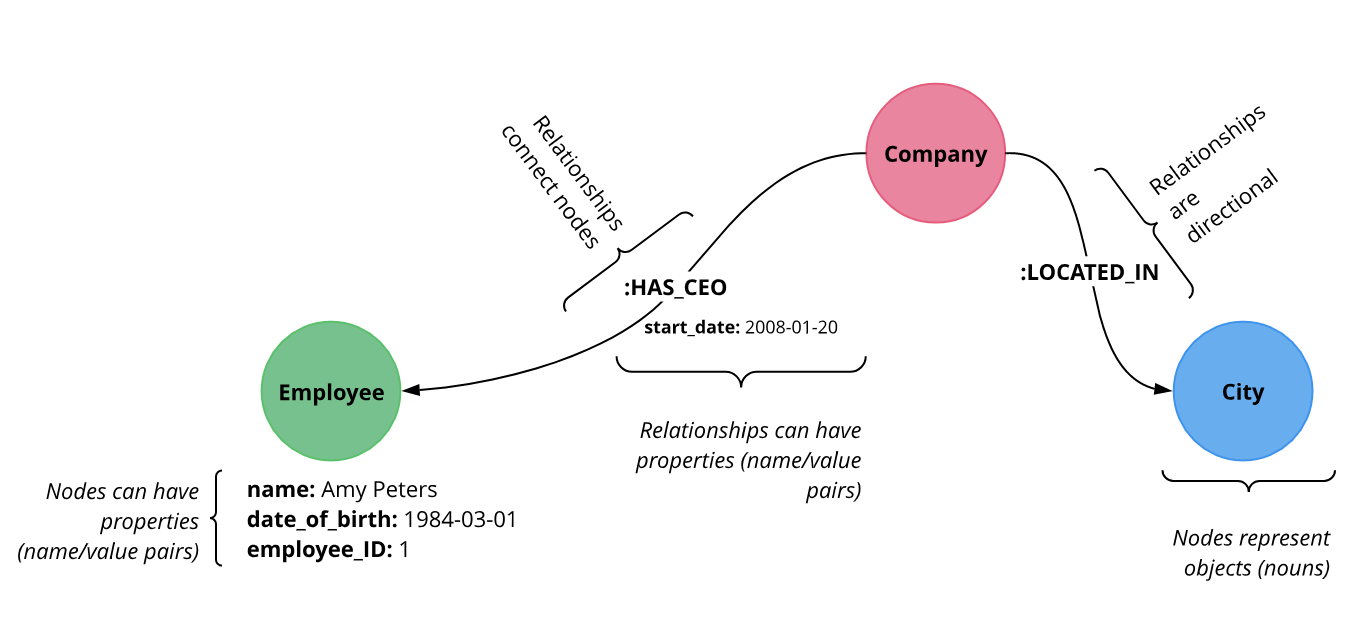 Relationships
connect nodes
Company
Relationships
are
directional
:HAS_CEO
start_date: 2008-01-20
:LOCATED_IN
Employee
City
Relationships can have
properties (name/value
pairs)
Nodes can have
properties
(name/value pairs)
name: Amy Peters
date_of_birth: 1984-03-01
employee_ID: 1
Nodes represent
objects (nouns)